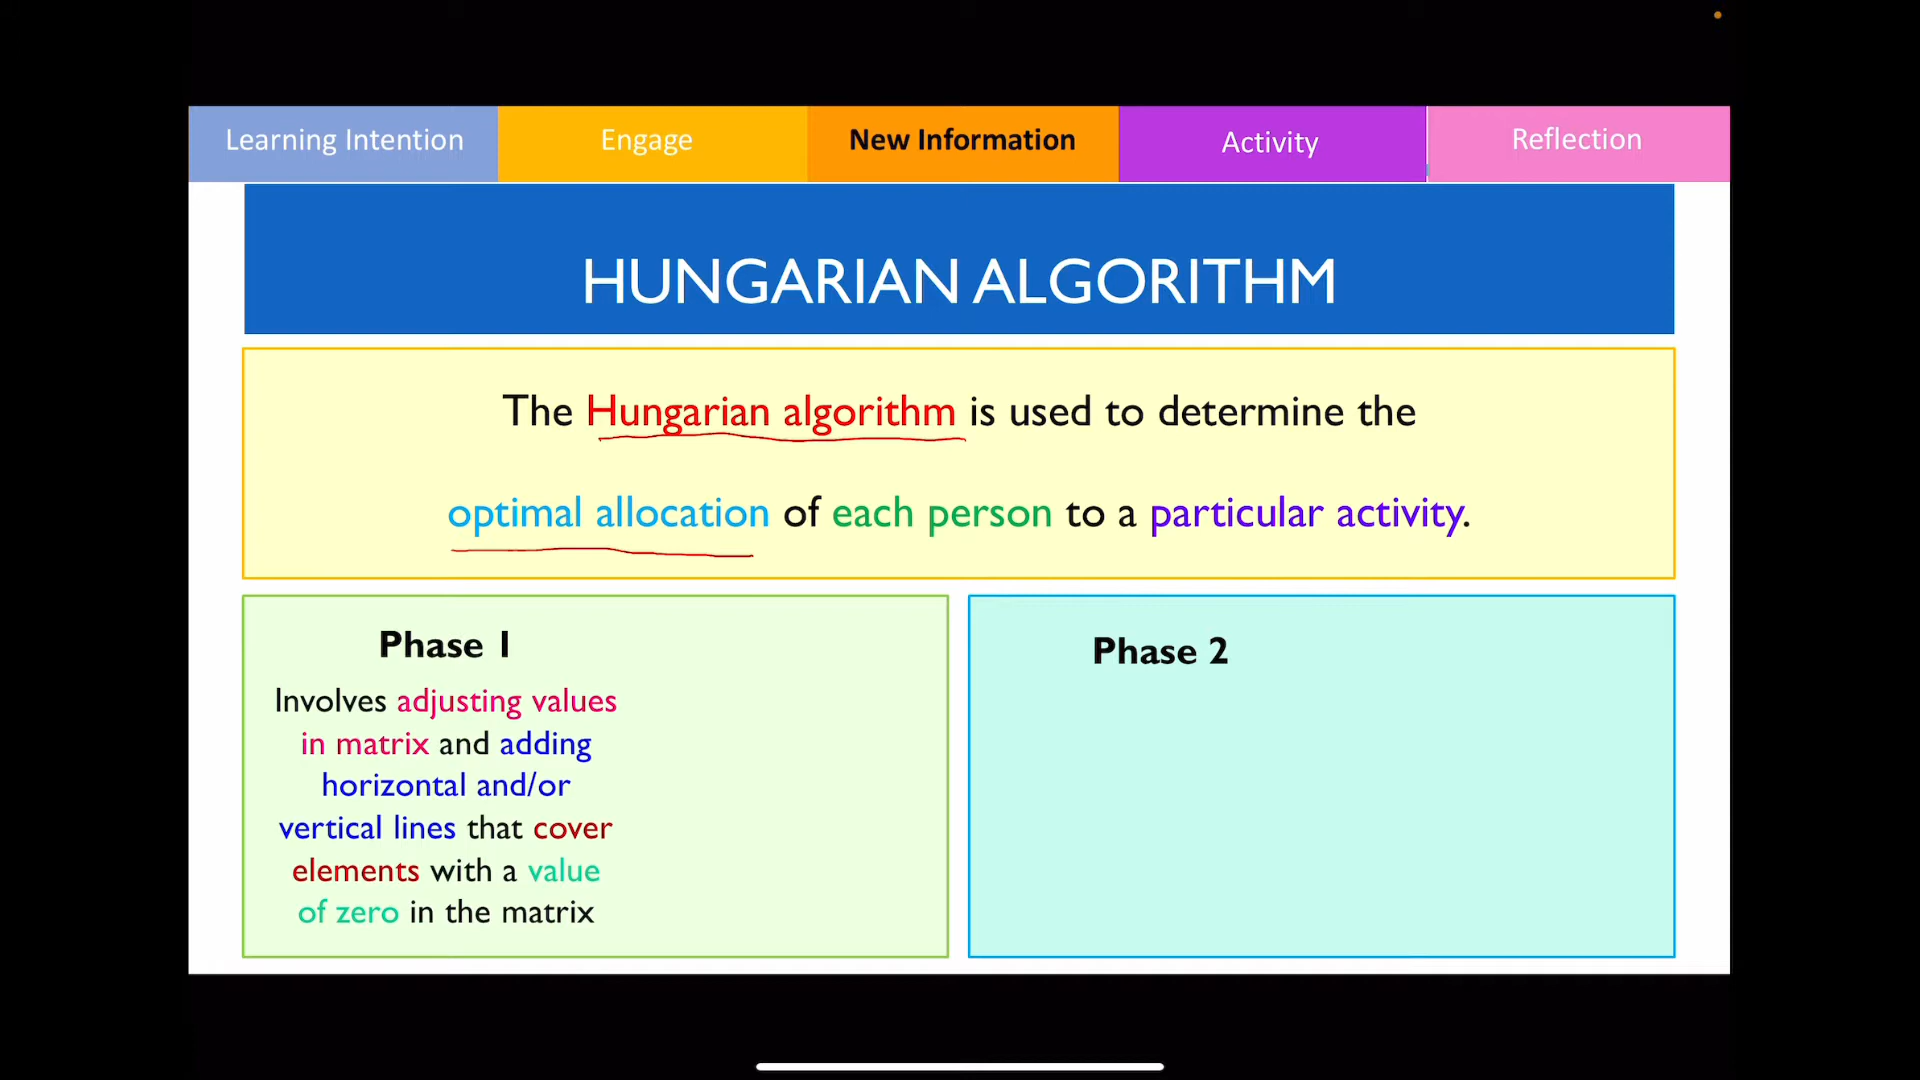 Learning Intention
Engage
New Information
Activity
Reflection
HUNGARIAN ALGORITHM
The Hungarian algorithm is used to determine the
optimal allocation of each person to a particular activity.
Phase 1
Involves adjusting values
in matrix and adding
horizontal and/or
vertical lines that cover
elements with a value
of zero in the matrix
Phase 2